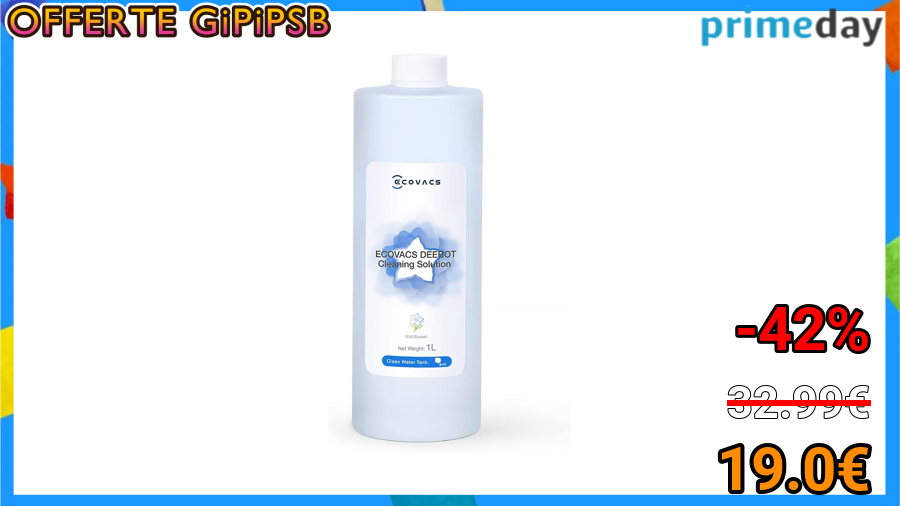 OFFERTE GiPiPSB
primeday
ECOVACS
ECOVACS DEEBOT
Cleaning Solution
Net Weight: 1L
Clean Water Tank:
-42%
32.99€
19.0€